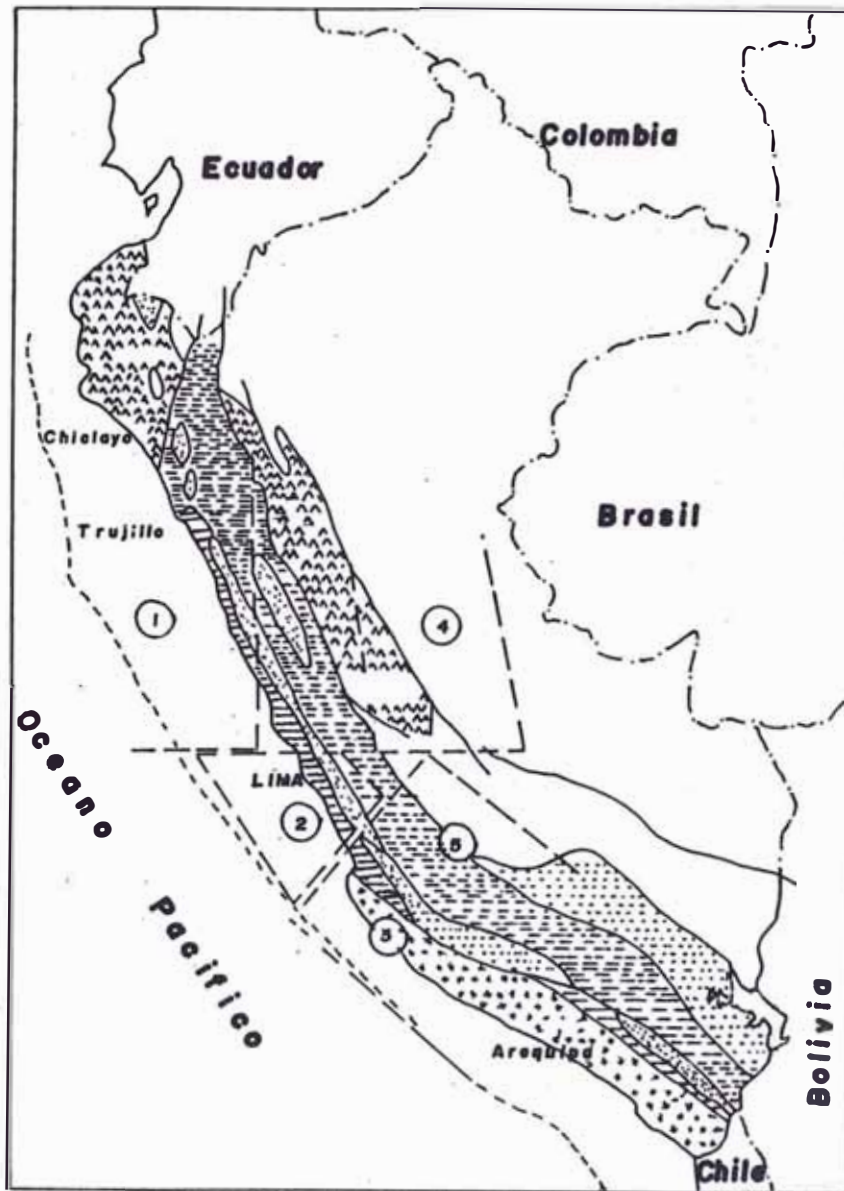 Colombia
Ecuador
Chiclayo
Brasil
Trujillo
1
4
Oceano
LIMA
2
5
Pacifico
3
Arequipa
Bolivia
Chile